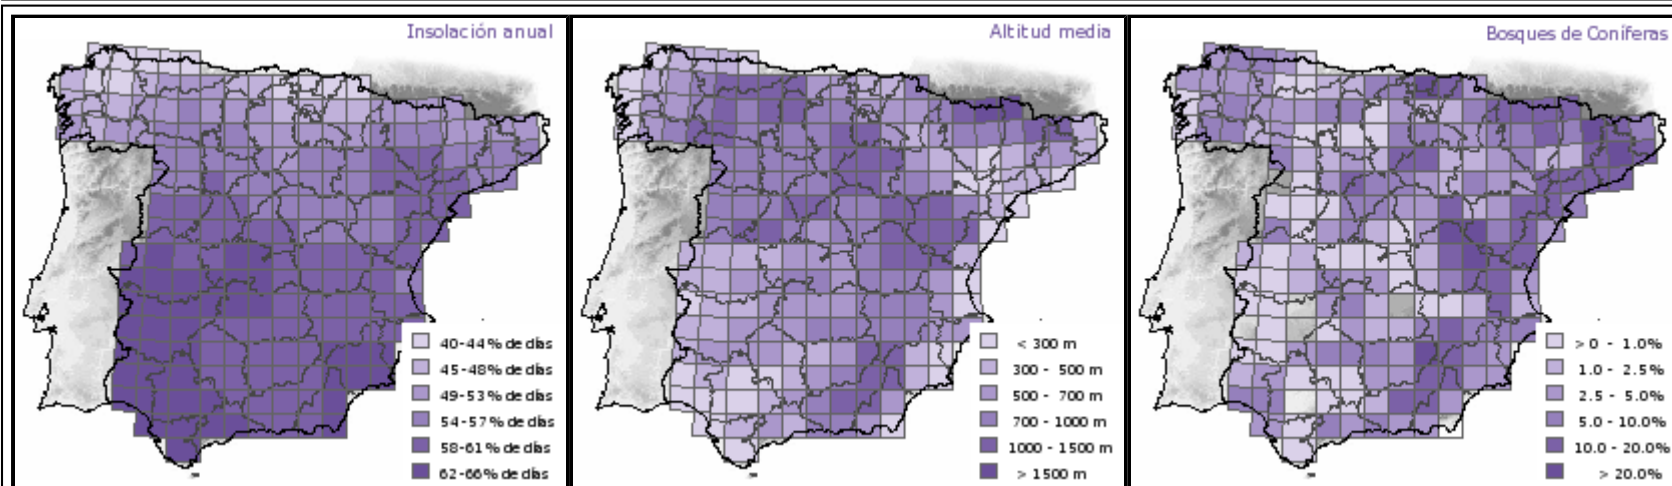 Insolación anual
40-44% de días
45-48% de días
49-53% de días
54-57% de días
58-61% de días
62-66% de días
Altitud media
< 300 m
300 - 500 m
500 - 700 m
700 - 1000 m
1000 - 1500 m
> 1500 m
Bosques de Coníferas
> 0 - 1.0%
1.0 - 2.5%
2.5 - 5.0%
5.0 - 10.0%
10.0 - 20.0%
> 20.0%